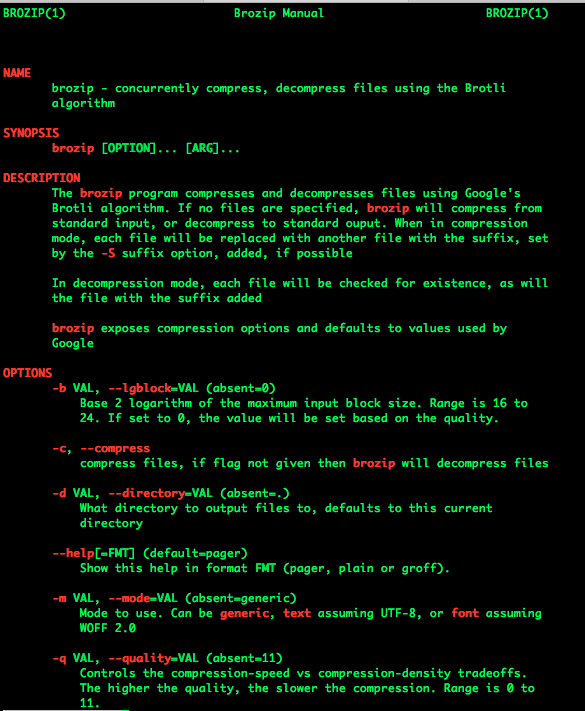 BROZIP(1) Brozip Manual BROZIP(1)
NAME
brozip - concurrently compress, decompress files using the Brotli
algorithm
SYNOPSIS
brozip [OPTION]... [ARG]...
DESCRIPTION
The brozip program compresses and decompresses files using Google's
Brotli algorithm. If no files are specified, brozip will compress from
standard input, or decompress to standard ouput. When in compression
mode, each file will be replaced with another file with the suffix, set
by the -S suffix option, added, if possible
In decompression mode, each file will be checked for existence, as will
the file with the suffix added
brozip exposes compression options and defaults to values used by
Google
OPTIONS
-b VAL, --lgblock=VAL (absent=0)
Base 2 logarithm of the maximum input block size. Range is 16 to
24. If set to 0, the value will be set based on the quality.
-c, --compress
compress files, if flag not given then brozip will decompress files
-d VAL, --directory=VAL (absent=.)
What directory to output files to, defaults to this current
directory
--help[=FMT] (default=pager)
Show this help in format FMT (pager, plain or groff).
-m VAL, --mode=VAL (absent=generic)
Mode to use. Can be generic, text assuming UTF-8, or font assuming
WOFF 2.0
-q VAL, --quality=VAL (absent=11)
Controls the compression-speed vs compression-density tradeoffs.
The higher the quality, the slower the compression. Range is 0 to
11.